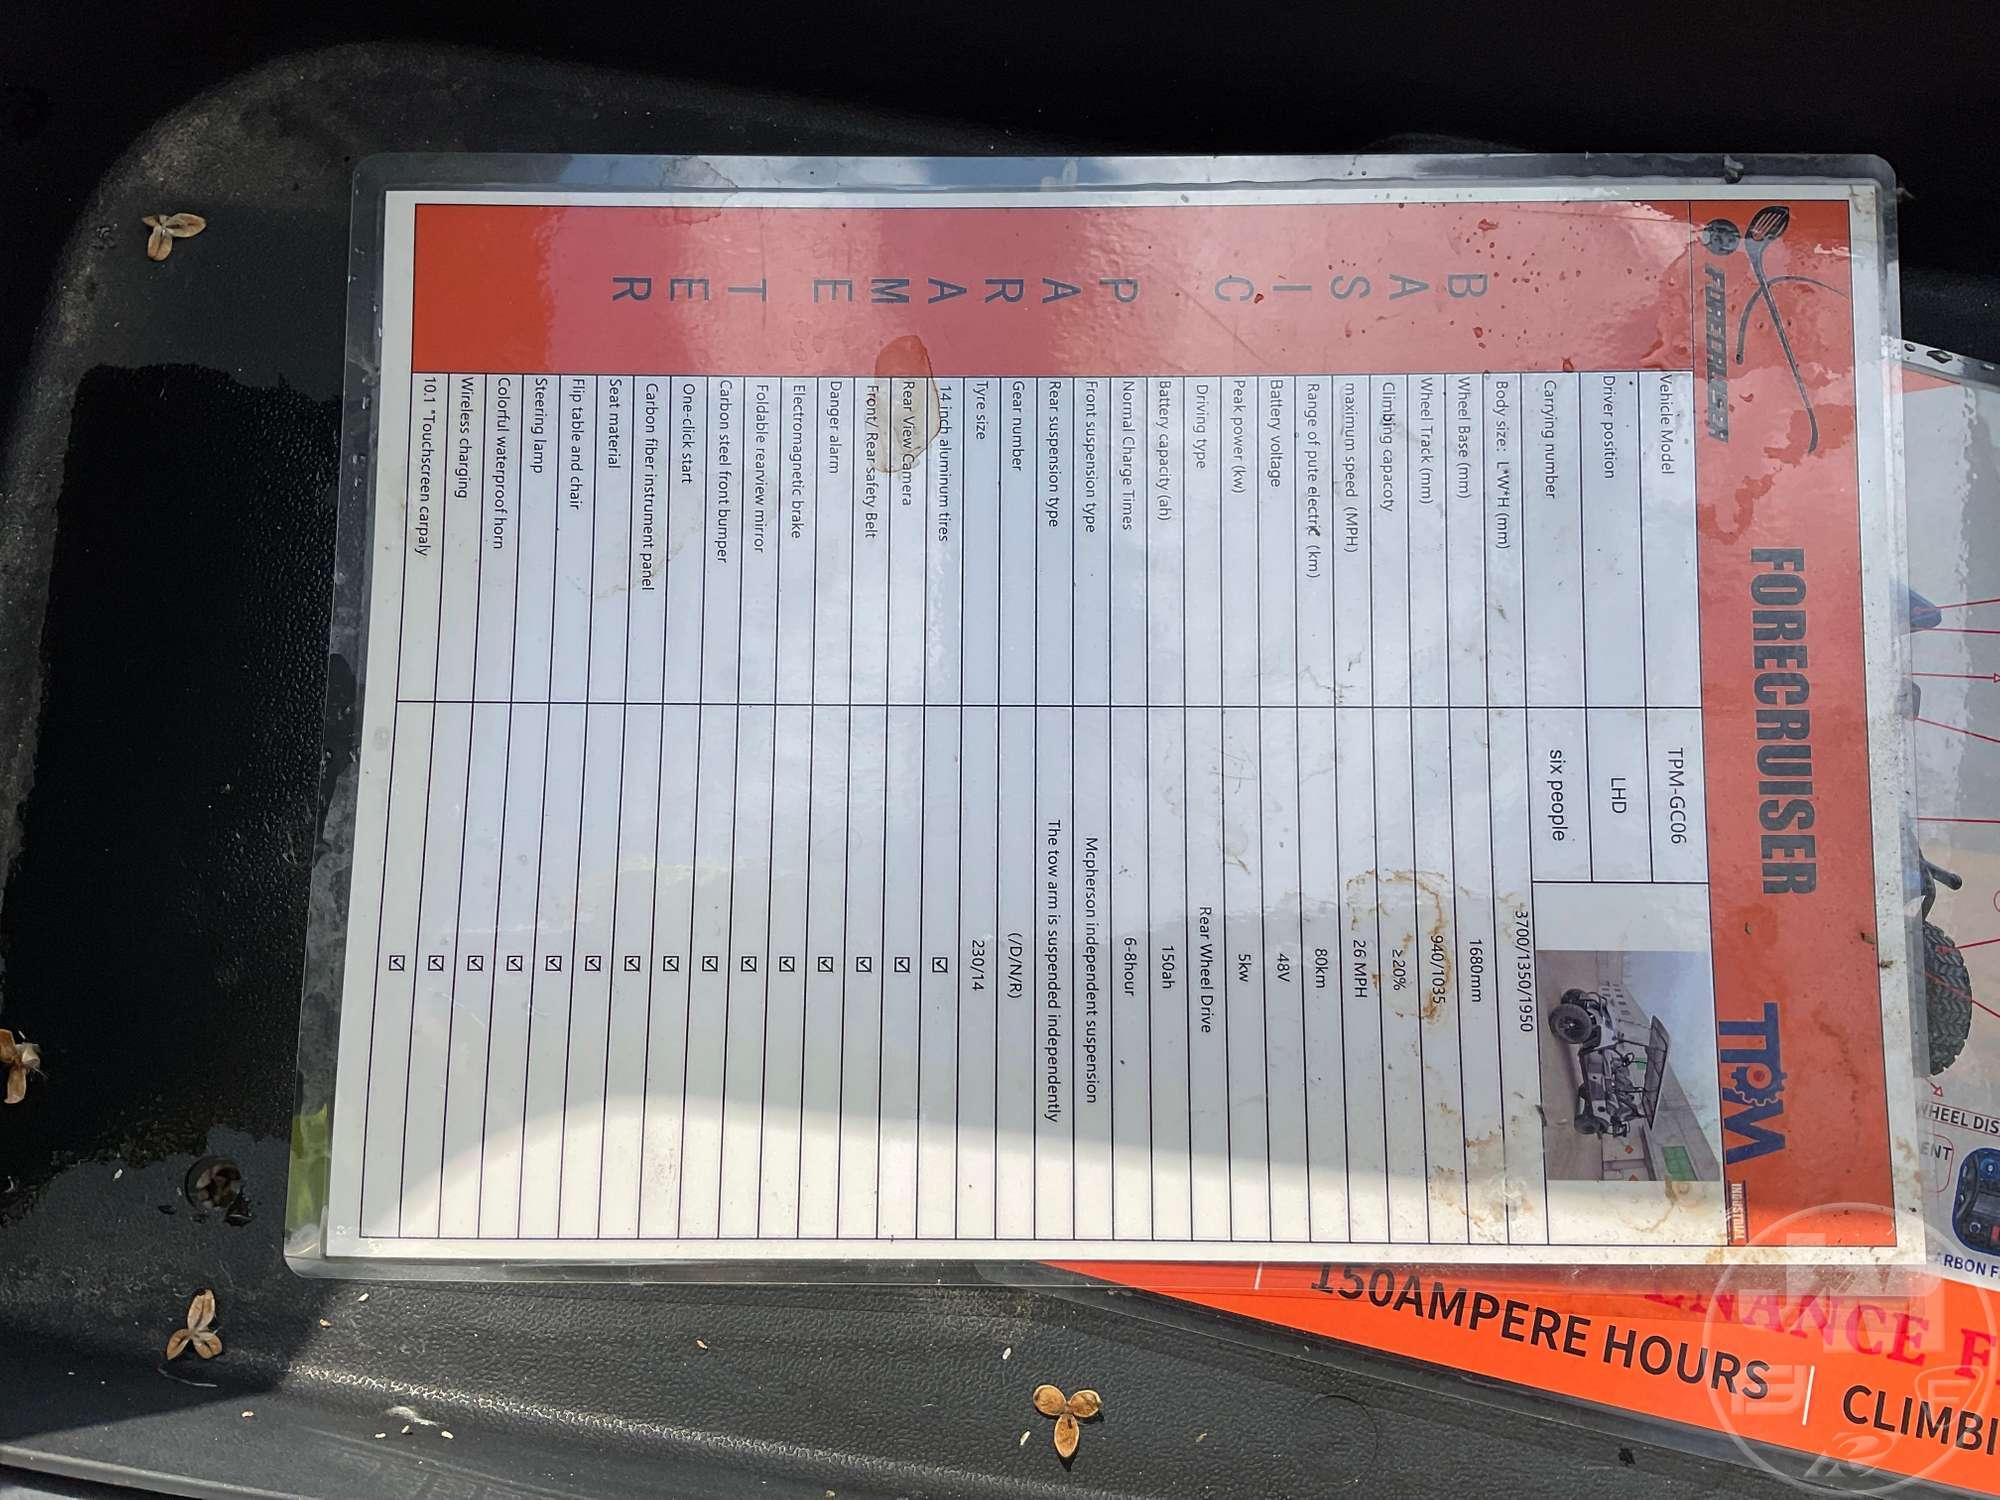 FORECRUISER
FORECRUISER
TPM
INDUSTRIAL
BASIC PARAMETER
Vehicle Model TPM-GC06
Driver position LHD
Carrying number six people
Body size: L*W*H (mm) 3700/1350/1950
Wheel Base (mm) 1680mm
Wheel Track (mm) 940/1035
Climbing capacoty ≥20%
maximum speed (MPH) 26 MPH
Range of pute electric (km) 80km
Battery voltage 48V
Peak power (kw) 5kw
Driving type Rear Wheel Drive
Battery capacity (ah) 150ah
Normal Charge Times 6-8hour
Front suspension type Mcpherson independent suspension
Rear suspension type The tow arm is suspended independently
Gear number (/D/N/R)
Tyre size 230/14
14 inch aluminum tires ☑
Rear View Camera ☑
Front/ Rear safety Belt ☑
Danger alarm ☑
Electromagnetic brake ☑
Foldable rearview mirror ☑
Carbon steel front bumper ☑
One-click start ☑
Carbon fiber instrument panel ☑
Seat material ☑
Flip table and chair ☑
Steering lamp ☑
Colorful waterproof horn ☑
Wireless charging ☑
10.1 "Touchscreen carpaly ☑
WHEEL DIS
ENT
ARBON F
ENANCE F
150AMPERE HOURS | CLIMBI